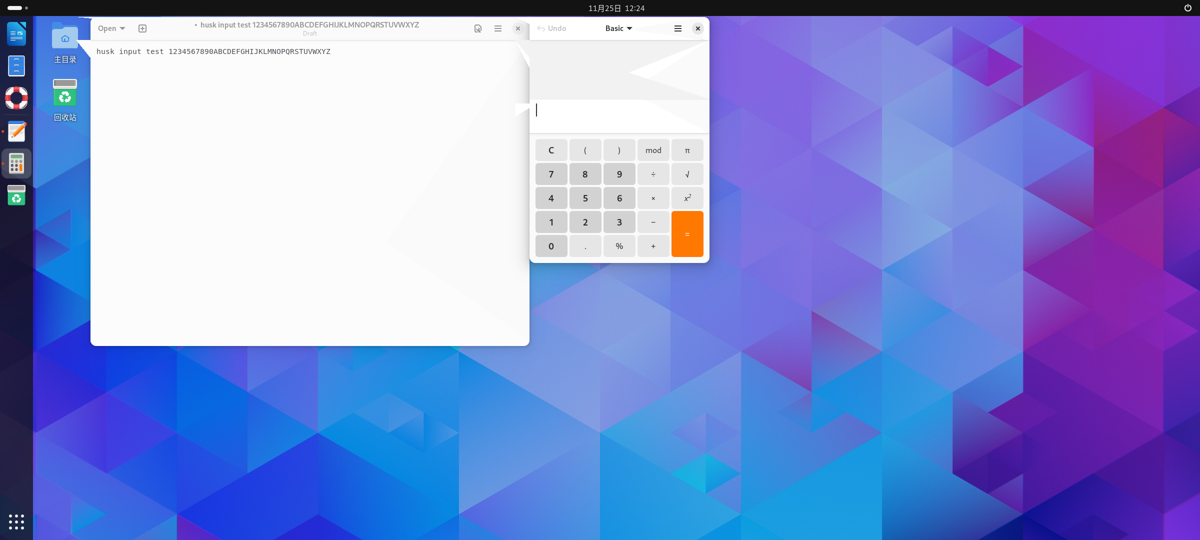 11月25日 12:24
主目录
回收站
Open
• husk input test 1234567890ABCDEFGHIJKLMNOPQRSTUVWXYZ
Draft
husk input test 1234567890ABCDEFGHIJKLMNOPQRSTUVWXYZ
Undo
Basic
C ( ) mod π
7 8 9 ÷ √
4 5 6 × x²
1 2 3 −
=
0 . % +